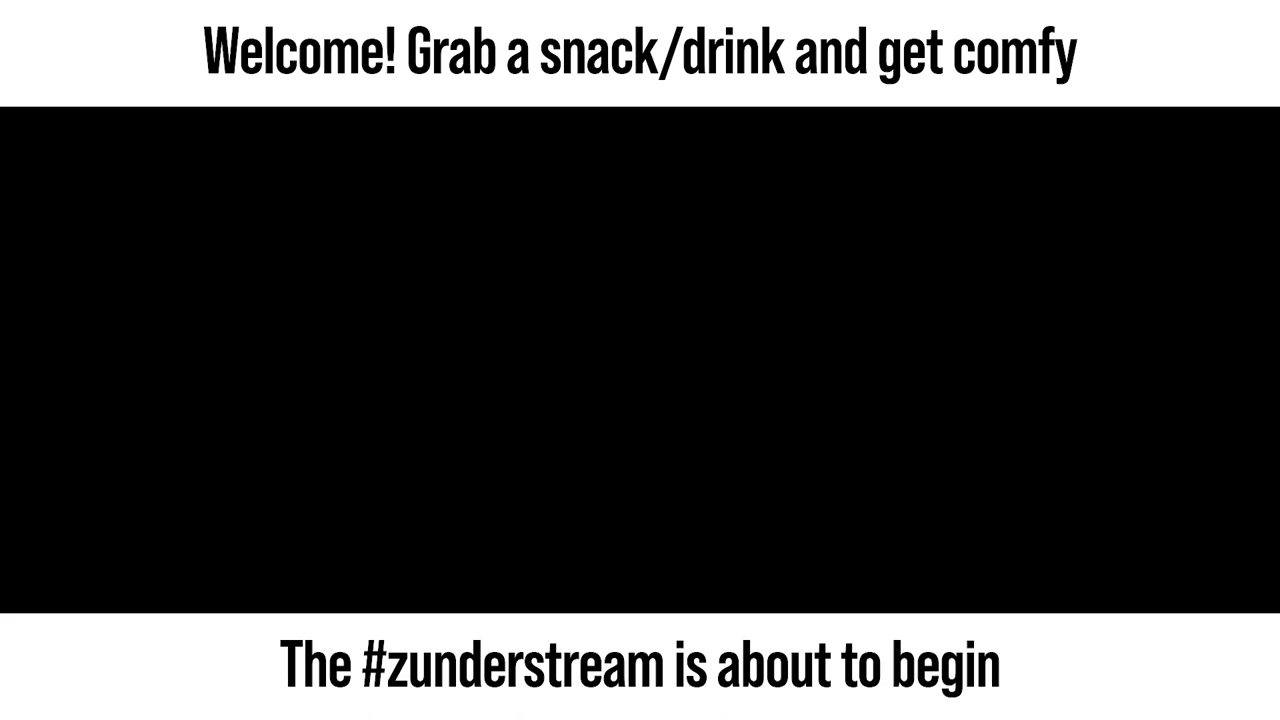 Welcome! Grab a snack/drink and get comfy
The #zunderstream is about to begin